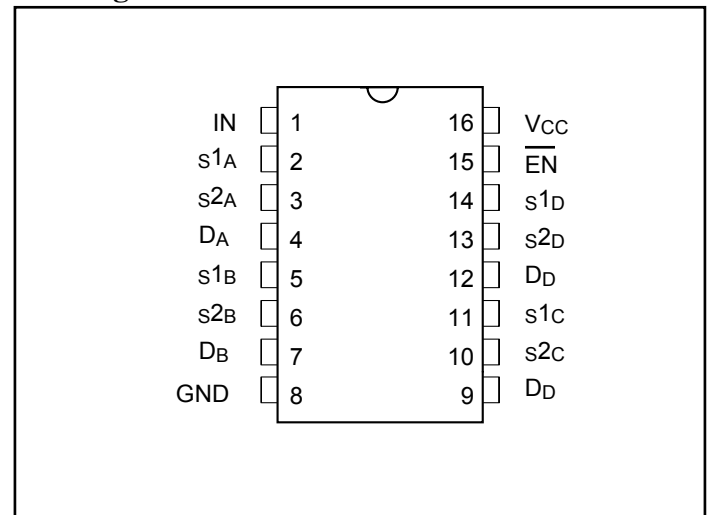 IN 1 16 VCC
S1A 2 15 EN
S2A 3 14 S1D
DA 4 13 S2D
S1B 5 12 DD
S2B 6 11 S1C
DB 7 10 S2C
GND 8 9 DD